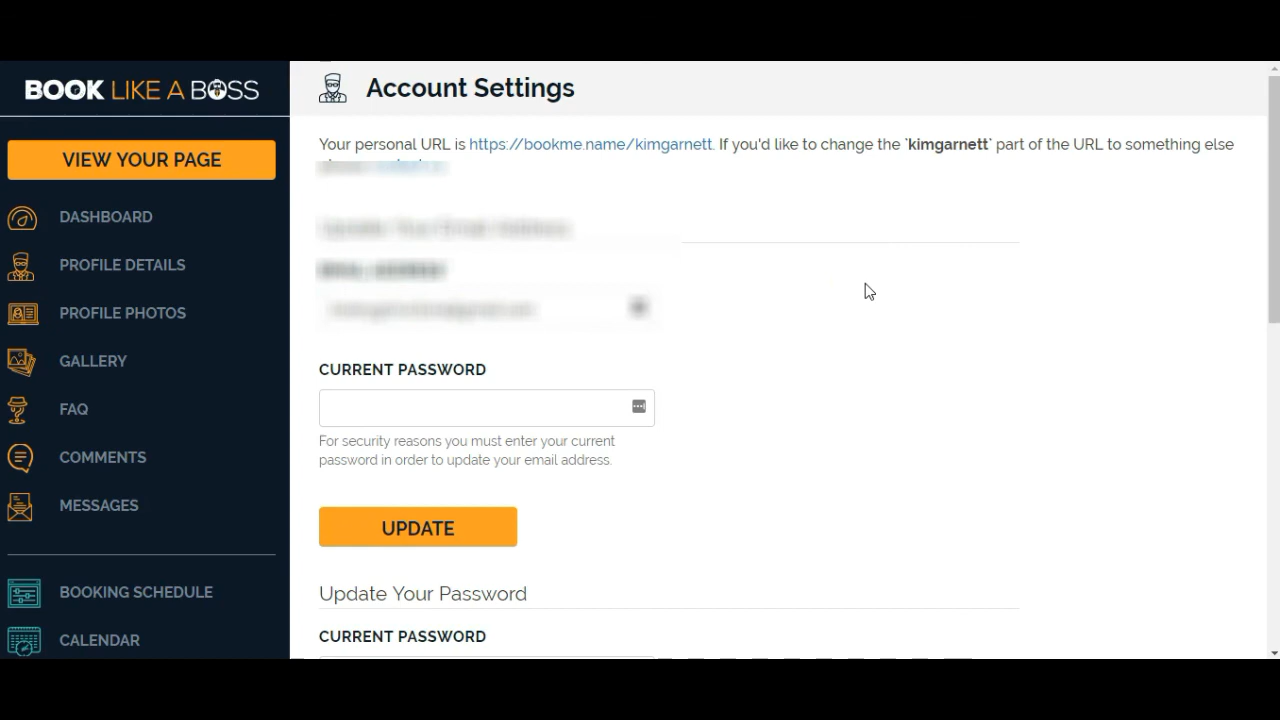 BOOK LIKE A BOSS
VIEW YOUR PAGE
DASHBOARD
PROFILE DETAILS
PROFILE PHOTOS
GALLERY
FAQ
COMMENTS
MESSAGES
BOOKING SCHEDULE
CALENDAR
Account Settings
Your personal URL is https://bookme.name/kimgarnett. If you'd like to change the `kimgarnett` part of the URL to something else
CURRENT PASSWORD
For security reasons you must enter your current
password in order to update your email address.
UPDATE
Update Your Password
CURRENT PASSWORD